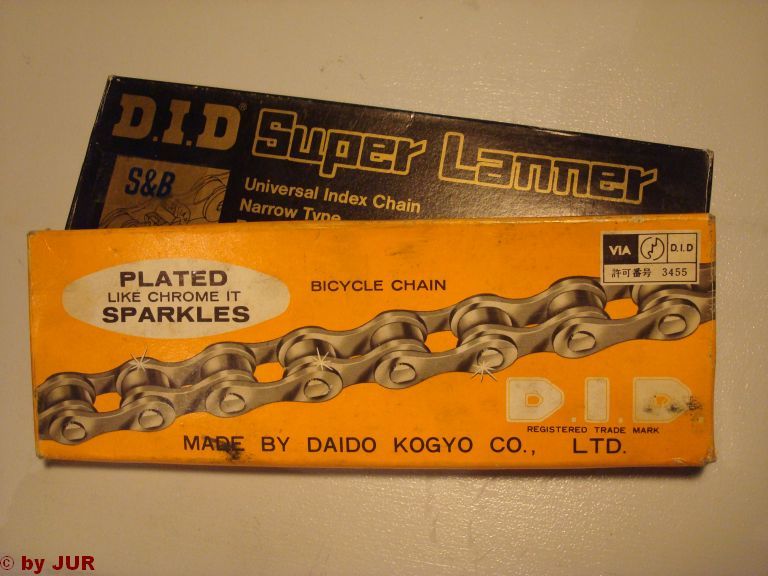 D.I.D® Super Lanner
S&B
Universal Index Chain
Narrow Type
VIA D.I.D
許可番号 3455
PLATED
LIKE CHROME IT
SPARKLES
BICYCLE CHAIN
D.I.D.
REGISTERED TRADE MARK
MADE BY DAIDO KOGYO CO., LTD.
© by JUR